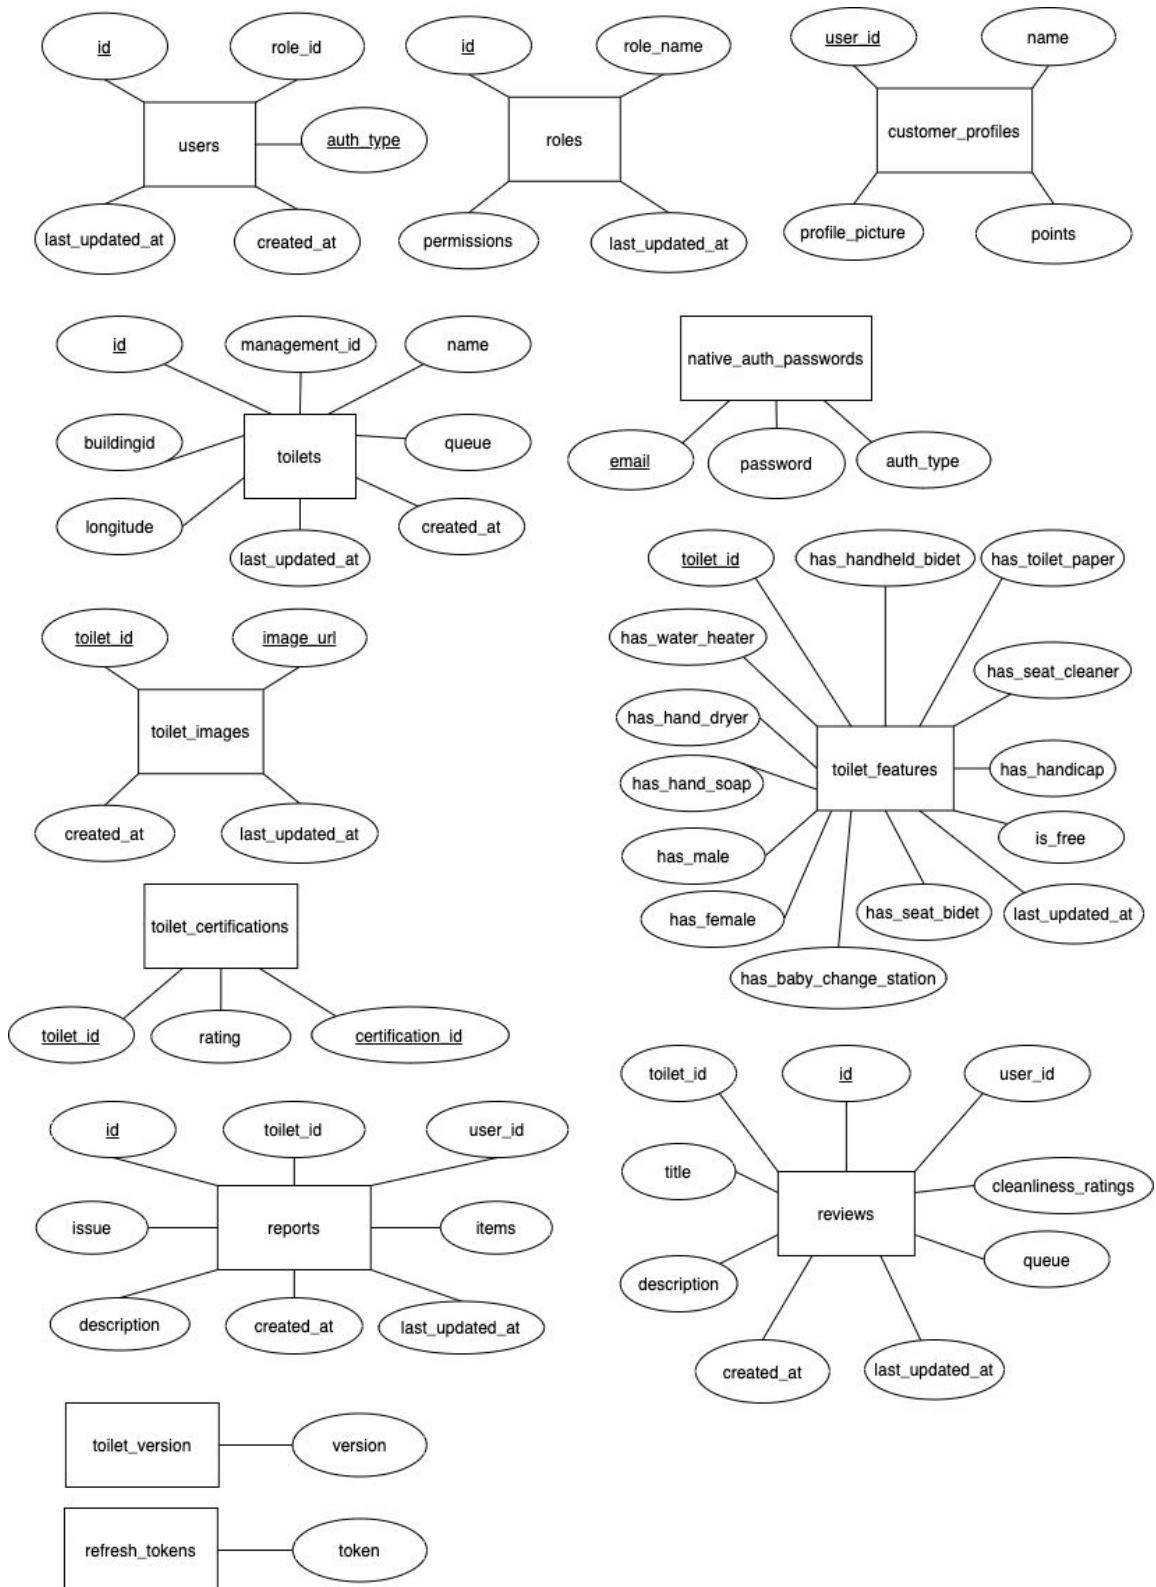 id
role_id
users
auth_type
last_updated_at
created_at
id
role_name
roles
permissions
last_updated_at
user_id
name
customer_profiles
profile_picture
points
id
management_id
name
buildingid
toilets
queue
longitude
last_updated_at
created_at
native_auth_passwords
email
password
auth_type
toilet_id
image_url
toilet_images
created_at
last_updated_at
toilet_id
has_handheld_bidet
has_toilet_paper
has_water_heater
has_seat_cleaner
has_hand_dryer
toilet_features
has_handicap
has_hand_soap
is_free
has_male
has_female
has_seat_bidet
last_updated_at
has_baby_change_station
toilet_certifications
toilet_id
rating
certification_id
id
toilet_id
user_id
issue
reports
items
description
created_at
last_updated_at
toilet_id
id
user_id
title
cleanliness_ratings
reviews
queue
description
created_at
last_updated_at
toilet_version
version
refresh_tokens
token